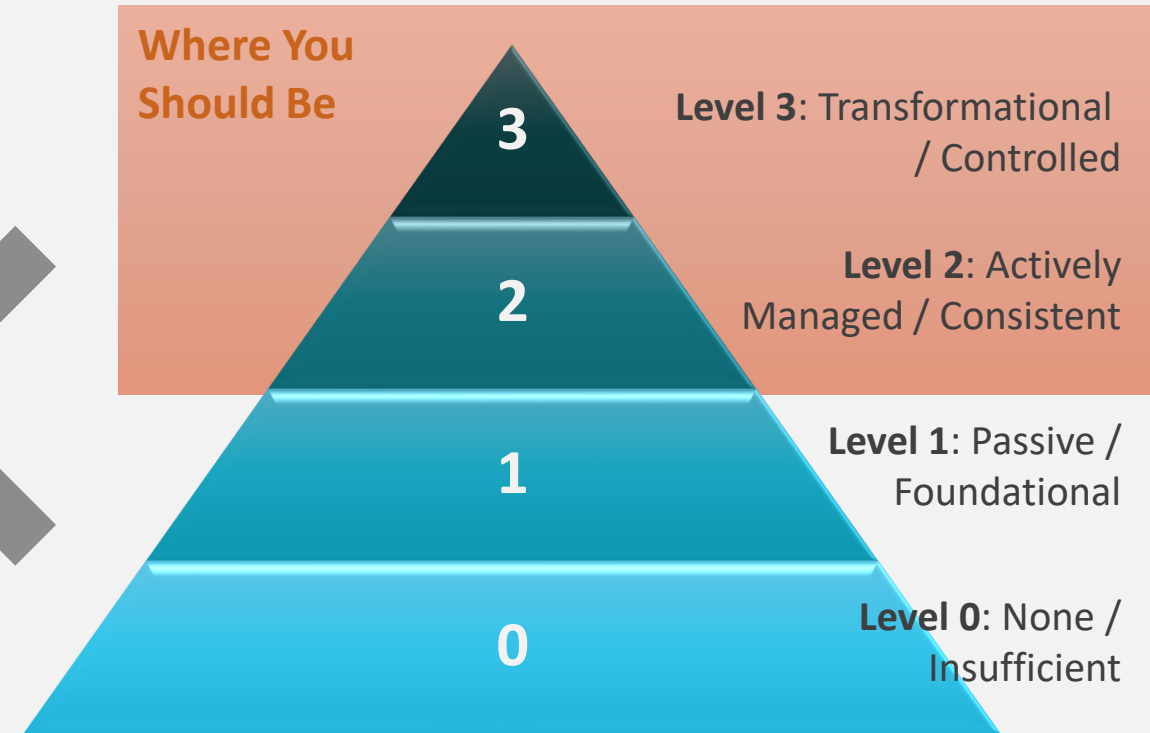 Where You
Should Be
3
Level 3: Transformational
/ Controlled
2
Level 2: Actively
Managed / Consistent
1
Level 1: Passive /
Foundational
0
Level 0: None /
Insufficient